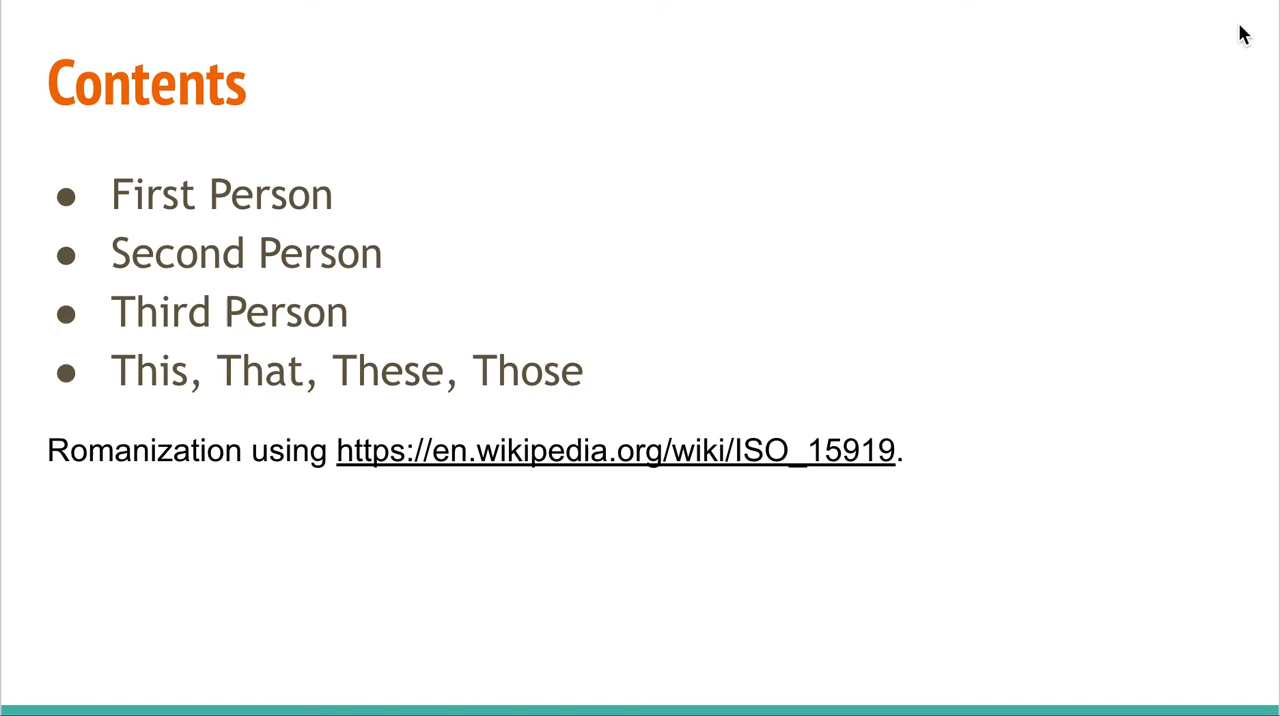 Contents
● First Person
● Second Person
● Third Person
● This, That, These, Those
Romanization using https://en.wikipedia.org/wiki/ISO_15919.